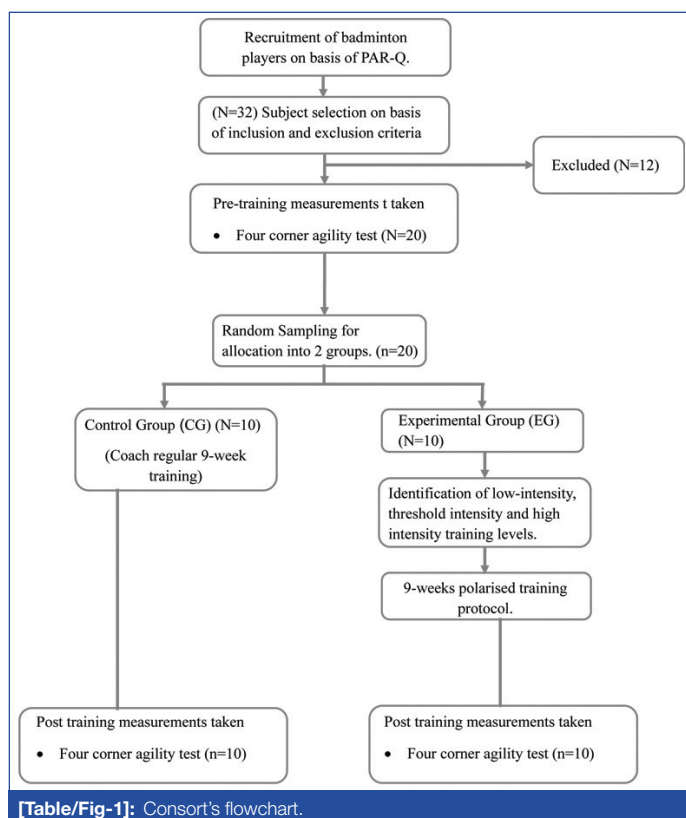 Recruitment of badminton
players on basis of PAR-Q.
(N=32) Subject selection on basis
of inclusion and exclusion criteria
Excluded (N=12)
Pre-training measurements t taken
• Four corner agility test (N=20)
Random Sampling for
allocation into 2 groups. (n=20)
Control Group (CG) (N=10)
(Coach regular 9-week
training)
Experimental Group (EG)
(N=10)
Identification of low-intensity,
threshold intensity and high
intensity training levels.
9-weeks polarised training
protocol.
Post training measurements taken
• Four corner agility test (n=10)
Post training measurements taken
• Four corner agility test (n=10)
[Table/Fig-1]: Consort's flowchart.